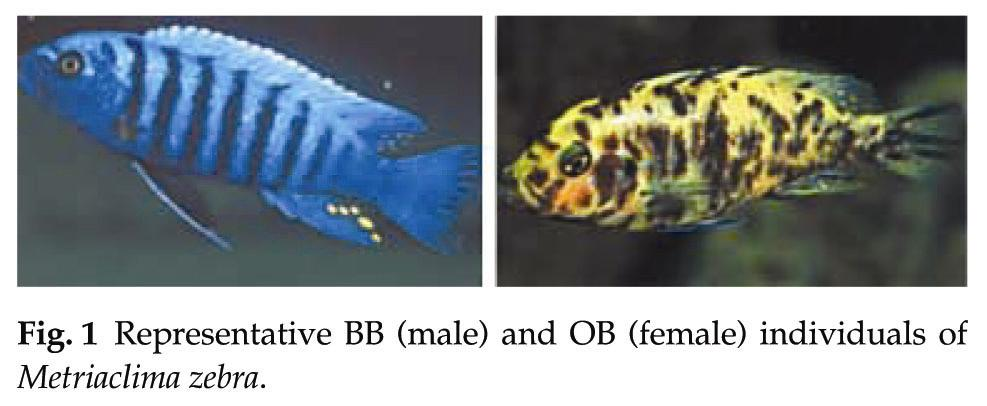 Fig. 1 Representative BB (male) and OB (female) individuals of
Metriaclima zebra.